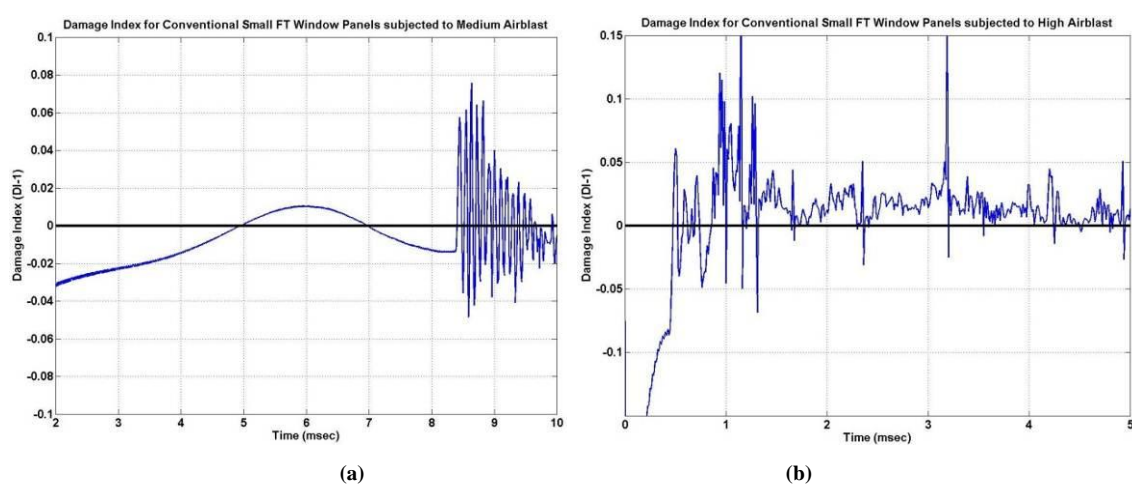 Damage Index for Conventional Small FT Window Panels subjected to Medium Airblast
0.1
0.08
0.06
0.04
0.02
0
-0.02
-0.04
-0.06
-0.08
-0.1
Damage Index (DI-1)
2 3 4 5 6 7 8 9 10
Time (msec)
(a)
Damage Index for Conventional Small FT Window Panels subjected to High Airblast
0.15
0.1
0.05
0
-0.05
-0.1
Damage Index (DI-1)
0 1 2 3 4 5
Time (msec)
(b)